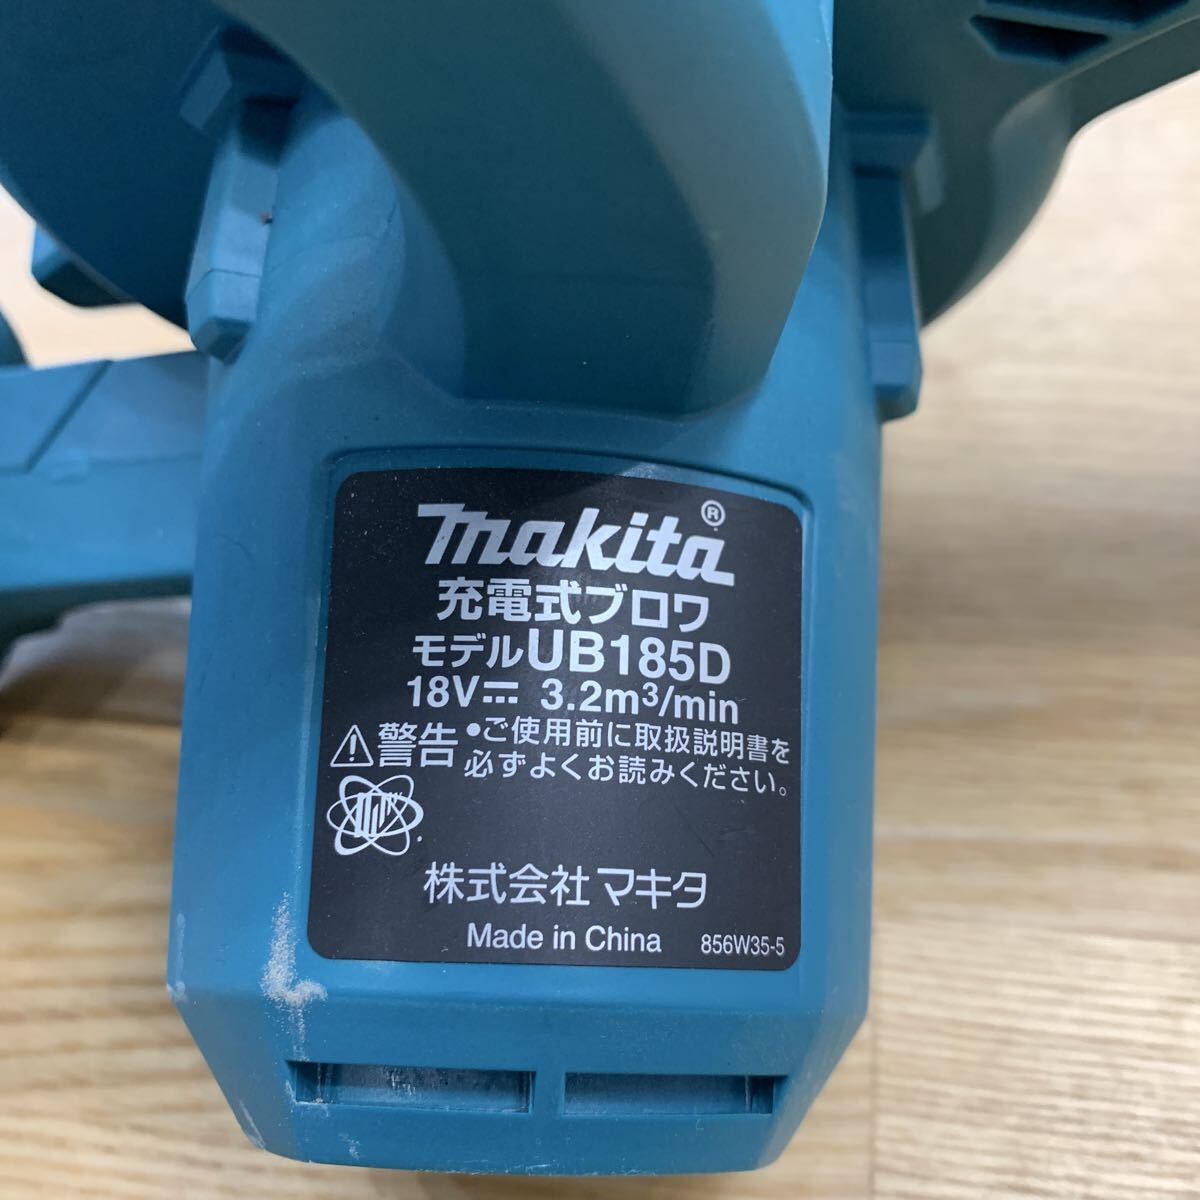 makita®
充電式ブロワ
モデルUB185D
18V⎓ 3.2m³/min
⚠警告 •ご使用前に取扱説明書を
必ずよくお読みください。
株式会社マキタ
Made in China 856W35-5